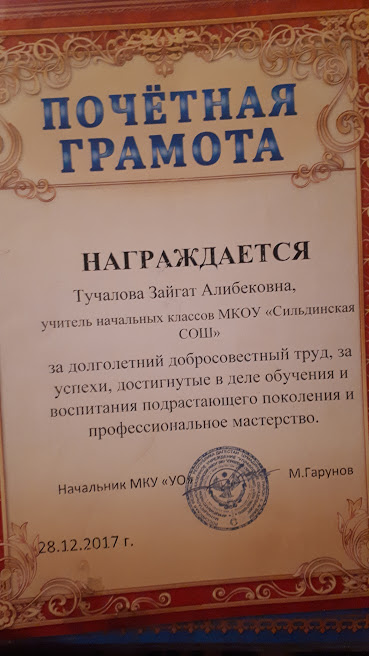 ПОЧЁТНАЯ
ГРАМОТА
НАГРАЖДАЕТСЯ
Тучалова Зайгат Алибековна,
учитель начальных классов МКОУ «Сильдинская
СОШ»
за долголетний добросовестный труд, за
успехи, достигнутые в деле обучения и
воспитания подрастающего поколения и
профессиональное мастерство.
Начальник МКУ «УО» М.Гарунов
28.12.2017 г.